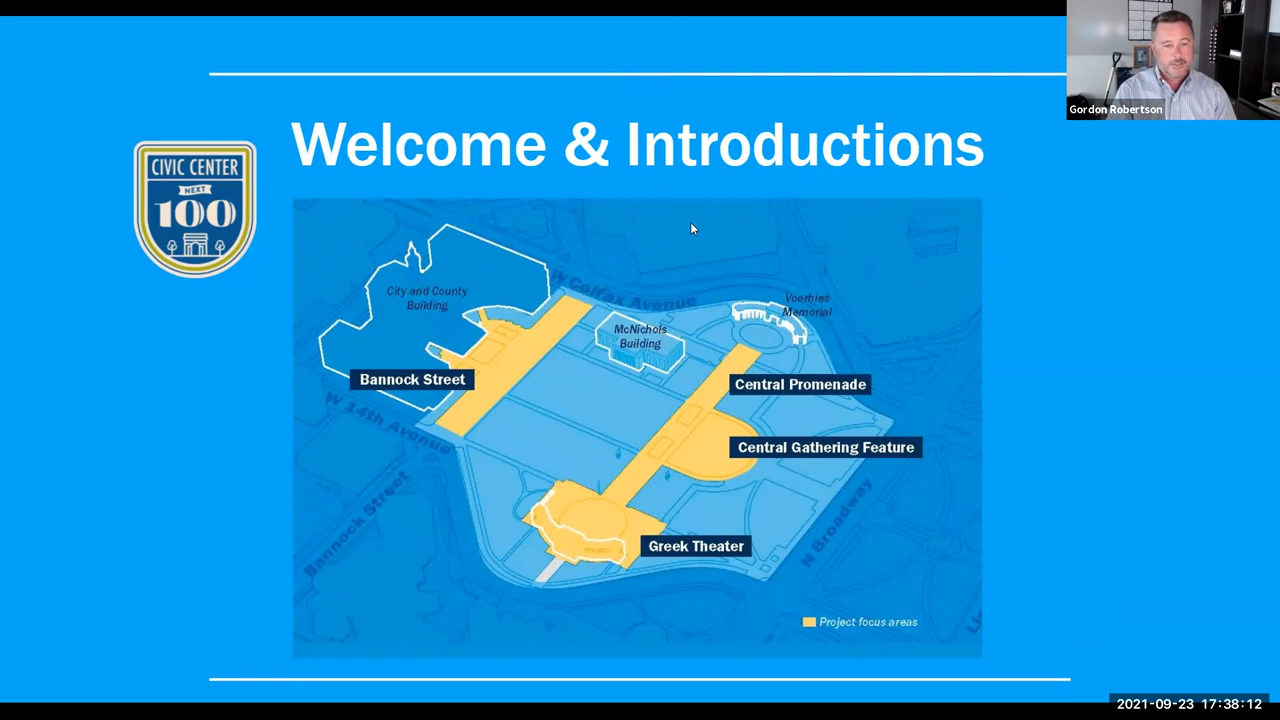 Gordon Robertson
Welcome & Introductions
CIVIC CENTER
NEXT
100
City and County
Building
W Colfax Avenue
Voorhies
Memorial
McNichols
Building
Bannock Street
Central Promenade
W 14th Avenue
Central Gathering Feature
Bannock Street
N Broadway
Greek Theater
Project focus areas
2021-09-23 17:38:12